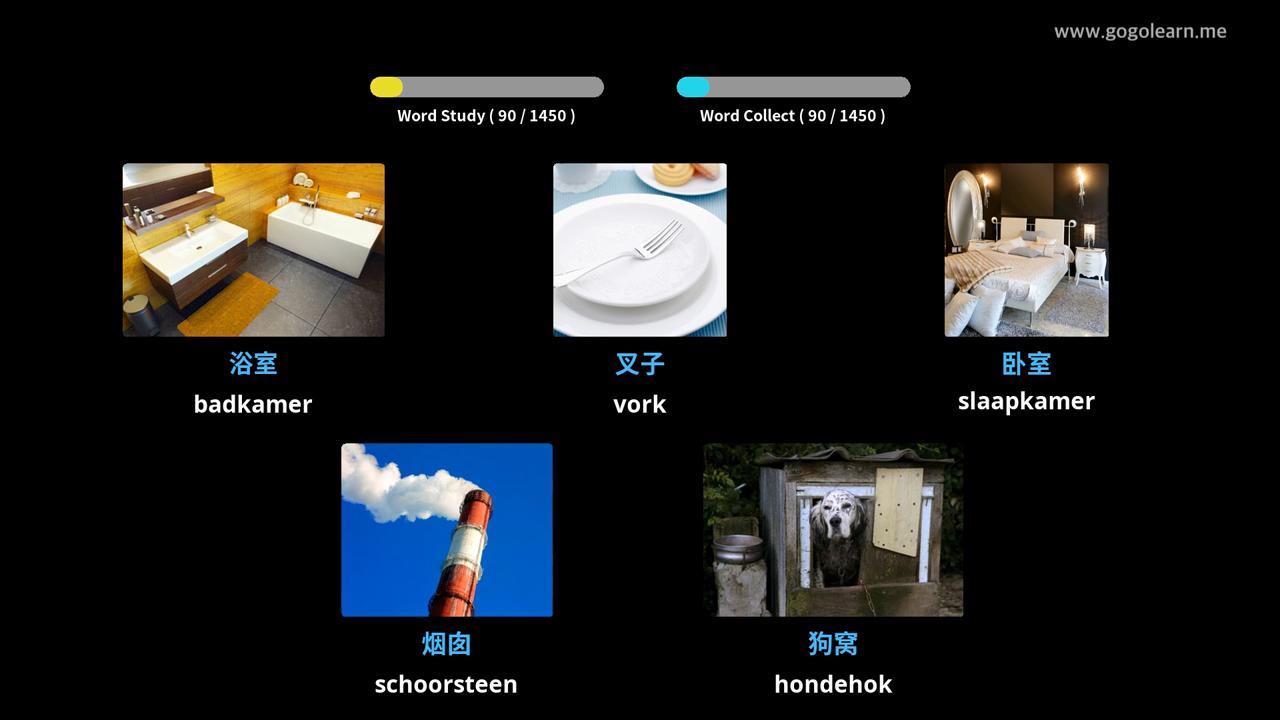 www.gogolearn.me
Word Study ( 90 / 1450 )
Word Collect ( 90 / 1450 )
浴室
叉子
卧室
badkamer
vork
slaapkamer
烟囱
狗窝
schoorsteen
hondehok